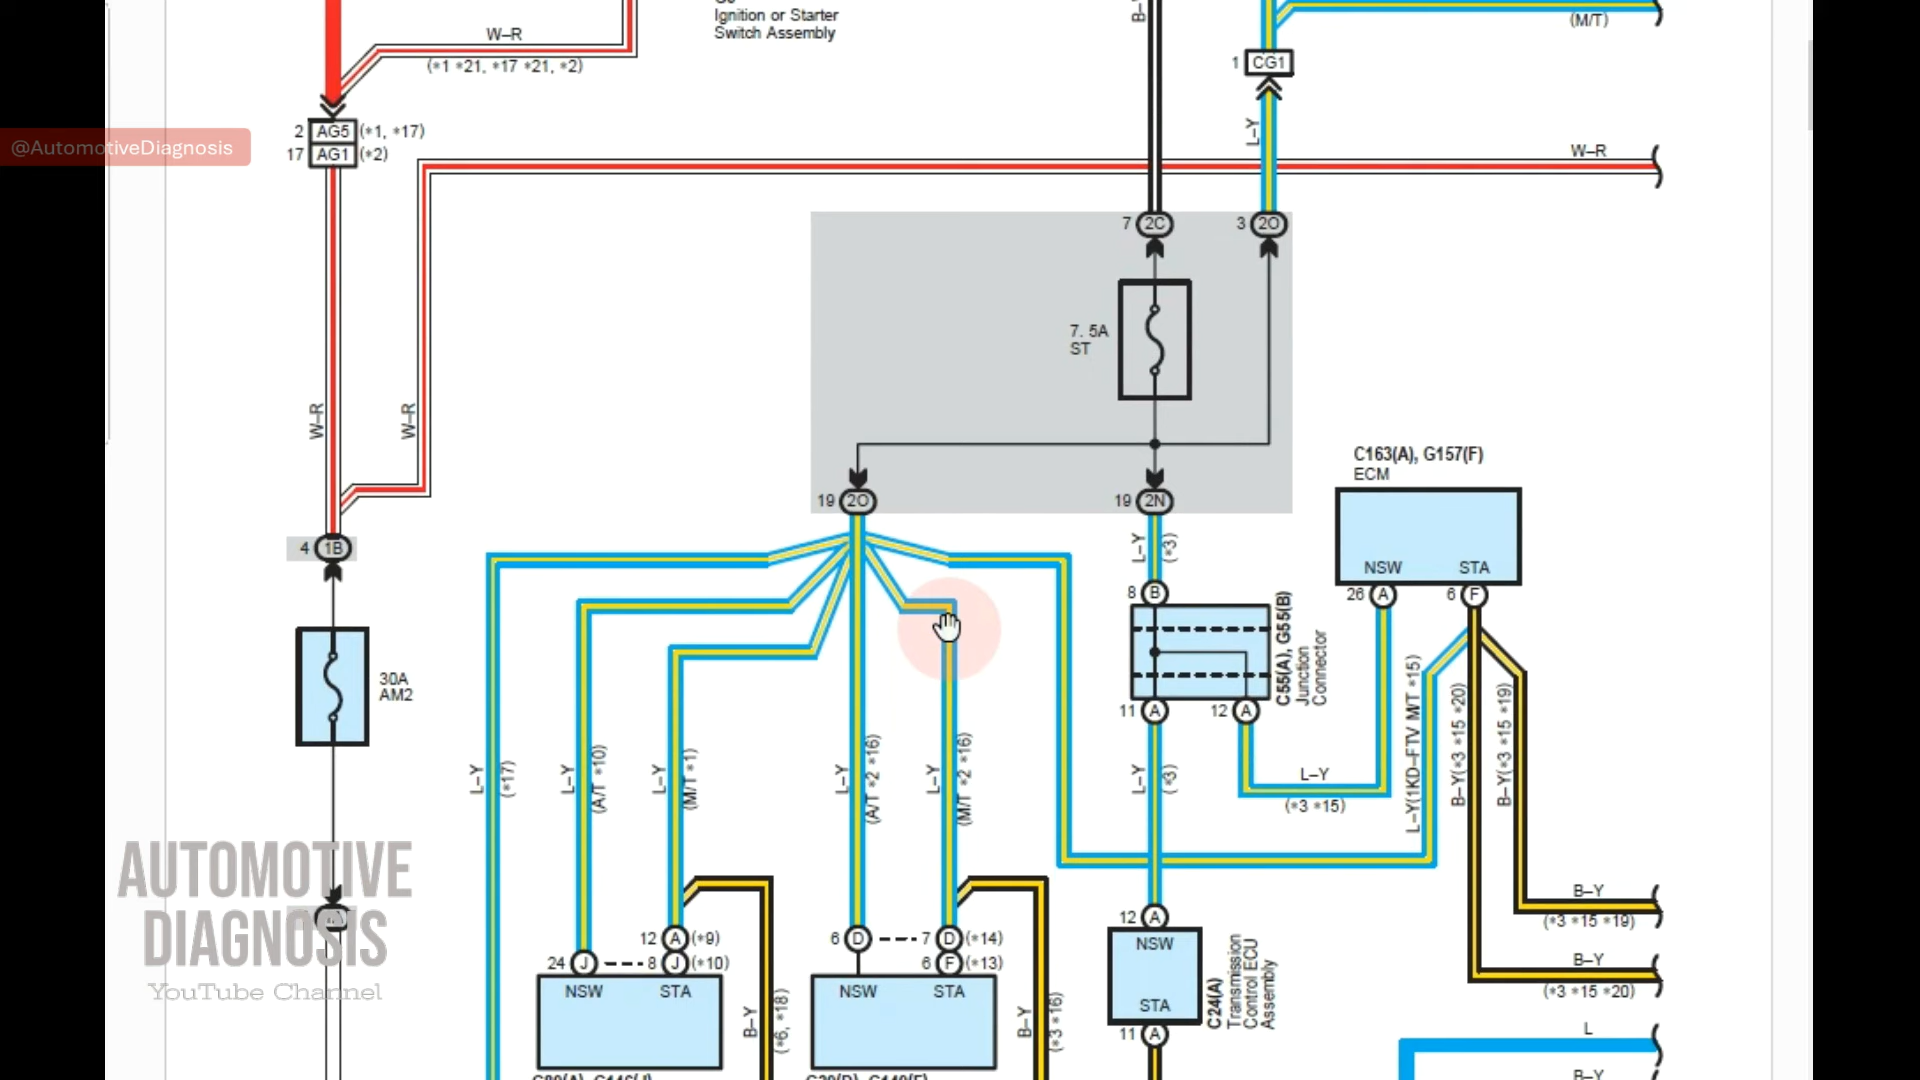 Ignition or Starter
Switch Assembly
B–
(M/T)
W–R
(*1 *21, *17 *21, *2)
1 CG1
2 AG5 (*1, *17)
17 AG1 (*2)
@AutomotiveDiagnosis
L–Y
W–R
7 2C
3 2O
7. 5A
ST
W–R
W–R
C163(A), G157(F)
ECM
19 2O
19 2N
4 1B
L–Y
(*3)
NSW
STA
26 A
6 F
8 B
C55(A), G55(B)
Junction
Connector
30A
AM2
11 A
12 A
L–Y
(*17)
L–Y
(A/T *10)
L–Y
(M/T *1)
L–Y
(A/T *2 *16)
L–Y
(M/T *2 *16)
L–Y
(*3)
L–Y
(*3 *15)
L–Y(1KD–FTV M/T *15)
B–Y(*3 *15 *20)
B–Y(*3 *15 *19)
AUTOMOTIVE
DIAGNOSIS
YouTube Channel
B–Y
(*3 *15 *19)
12 A (*9)
24 J
8 J (*10)
6 D
7 D (*14)
6 F (*13)
12 A
NSW
STA
NSW
STA
NSW
STA
C24(A)
Transmission
Control ECU
Assembly
11 A
B–Y
(*6, *18)
B–Y
(*3 *16)
B–Y
(*3 *15 *20)
L
B–Y